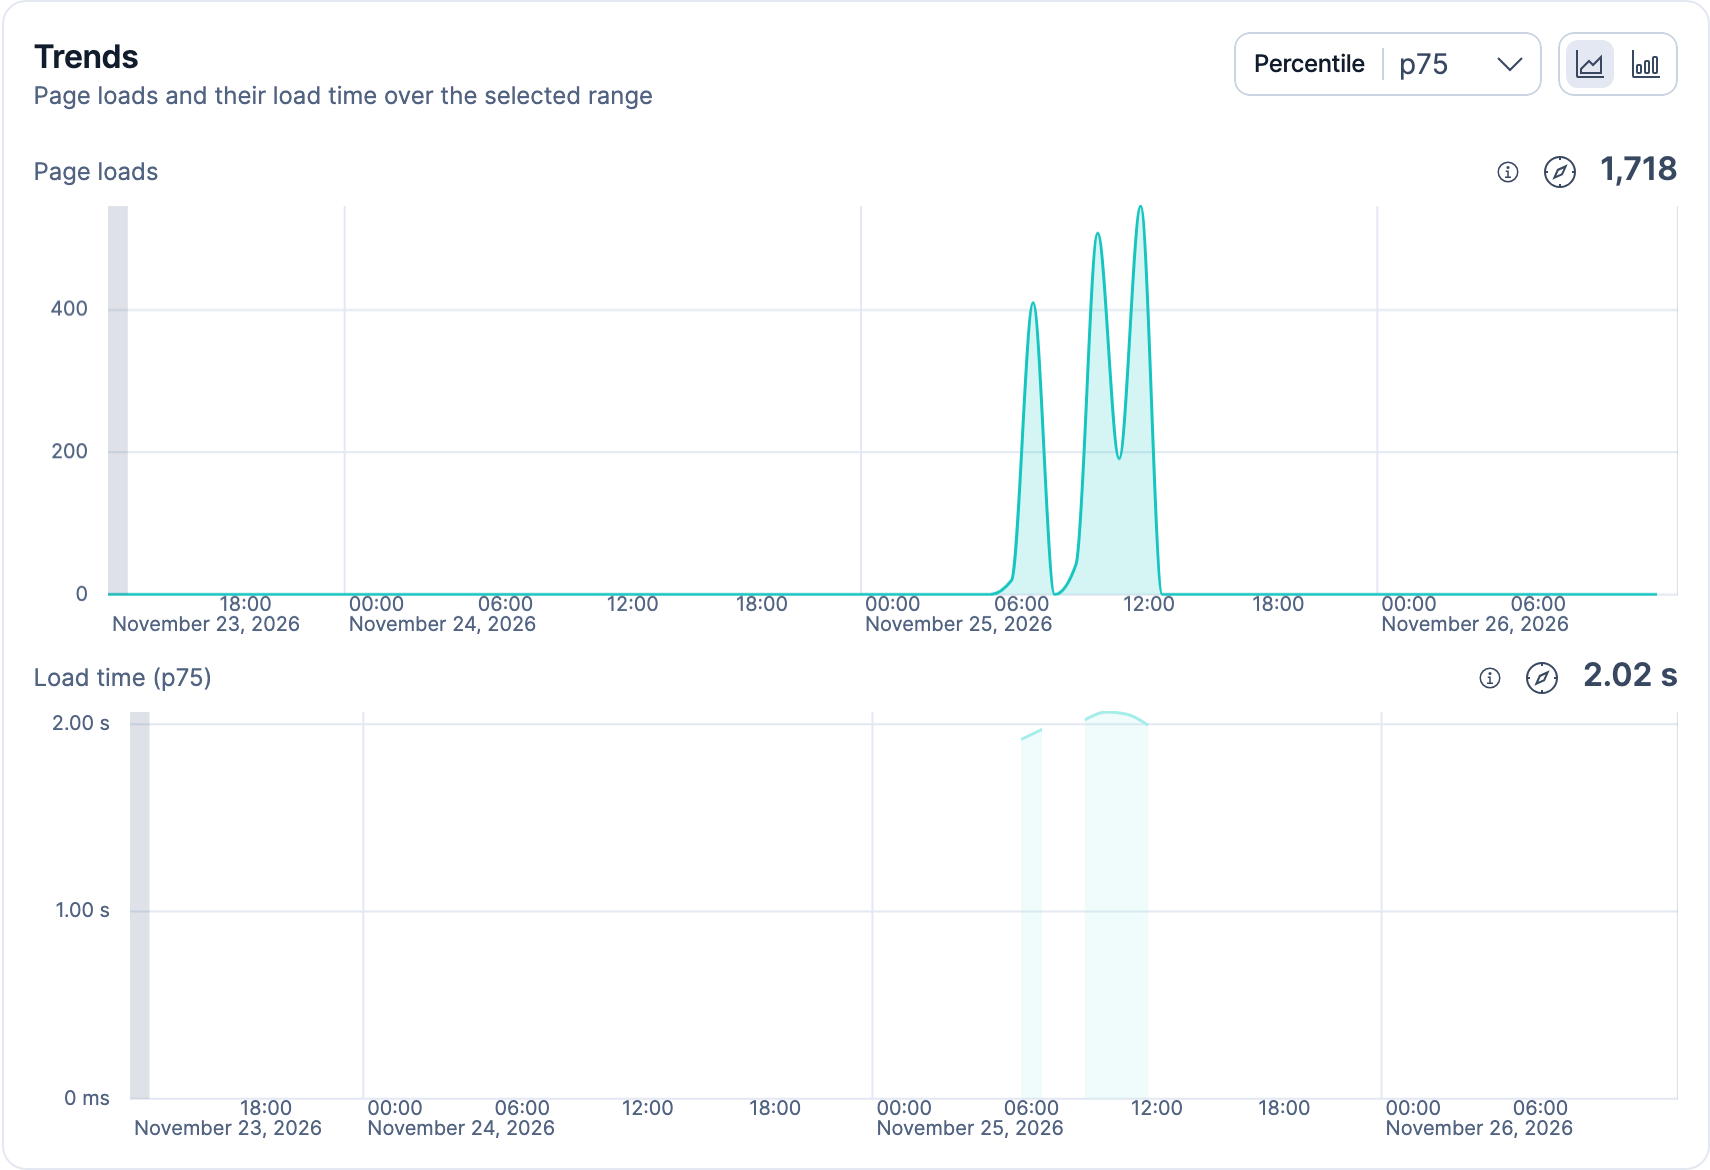 Trends
Page loads and their load time over the selected range
Percentile p75
Page loads
1,718
400
200
0
18:00 00:00 06:00 12:00 18:00 00:00 06:00 12:00 18:00 00:00 06:00
November 23, 2026 November 24, 2026 November 25, 2026 November 26, 2026
Load time (p75)
2.02 s
2.00 s
1.00 s
0 ms
18:00 00:00 06:00 12:00 18:00 00:00 06:00 12:00 18:00 00:00 06:00
November 23, 2026 November 24, 2026 November 25, 2026 November 26, 2026